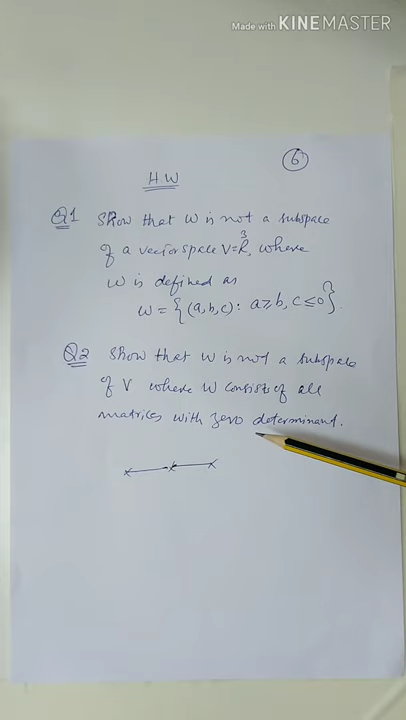 Made with KINEMASTER
6
H.W
Q1 Show that W is not a subspace
of a vector space V=R³, where
W is defined as
W = {(a,b,c): a≥b, c≤0}.
Q2 Show that W is not a subspace
of V where W consists of all
matrices with zero determinant.